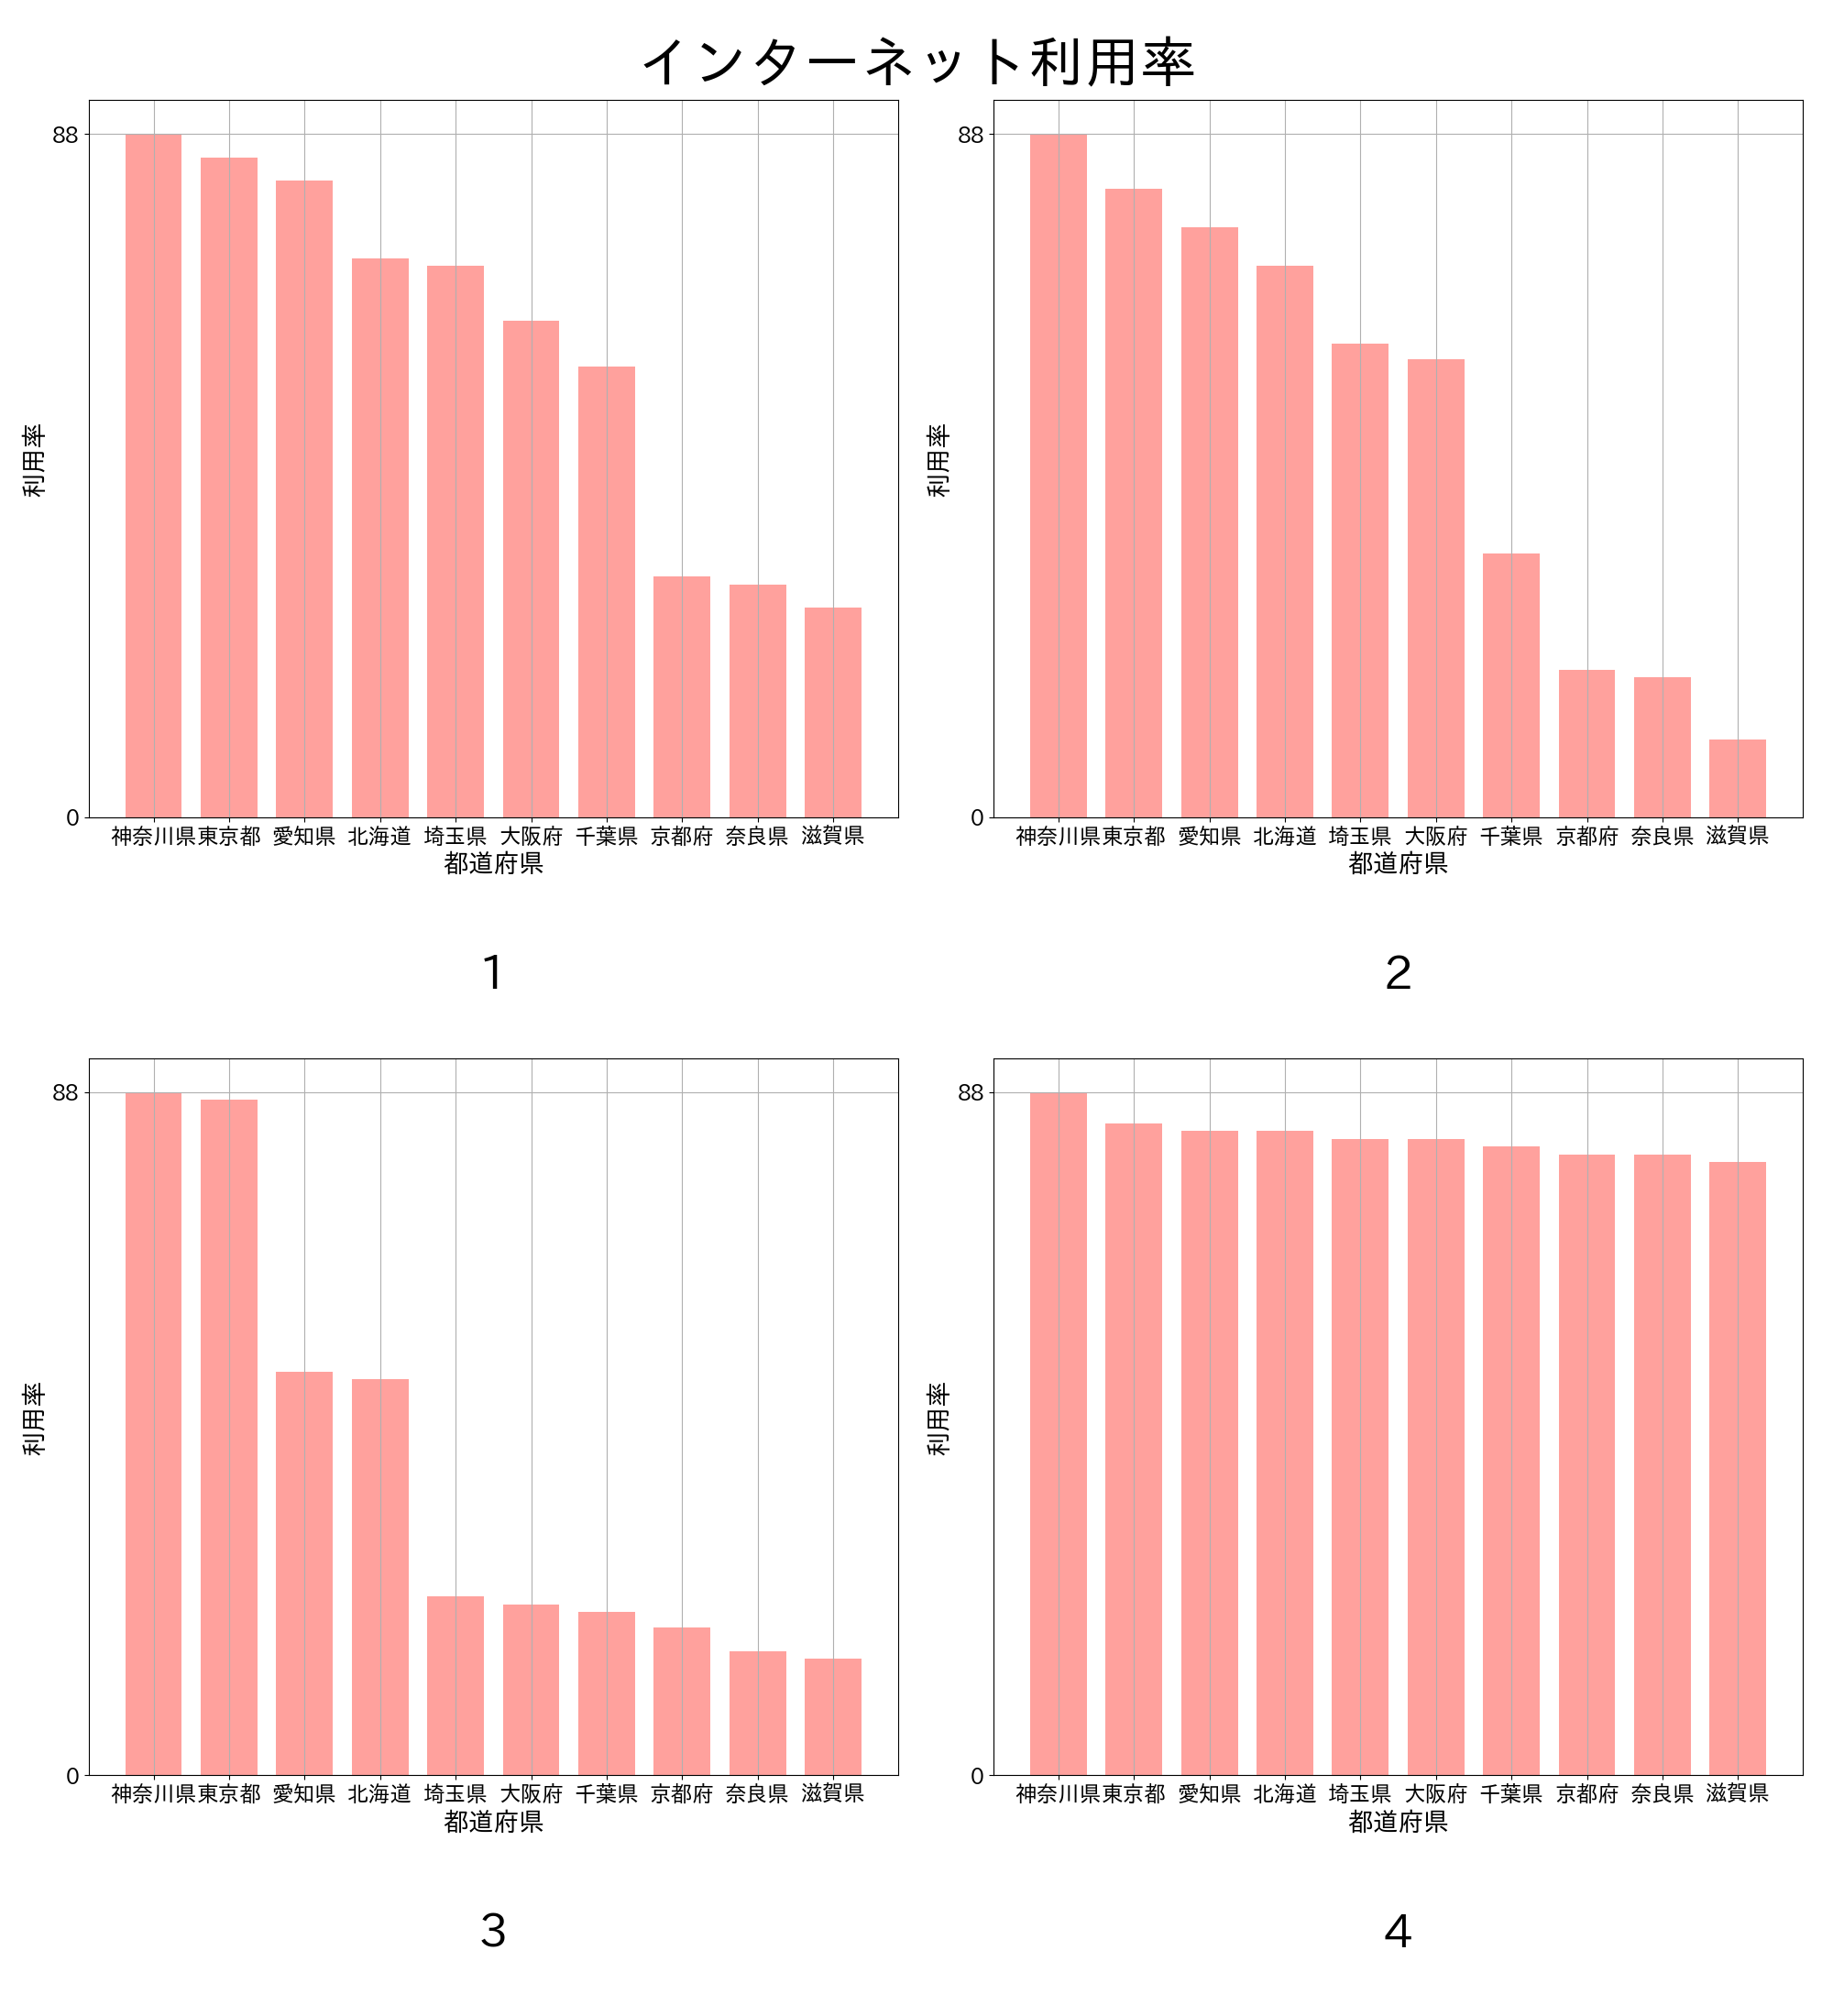 インターネット利用率
88
0
利用率
神奈川県 東京都 愛知県 北海道 埼玉県 大阪府 千葉県 京都府 奈良県 滋賀県
都道府県
1
88
0
利用率
神奈川県 東京都 愛知県 北海道 埼玉県 大阪府 千葉県 京都府 奈良県 滋賀県
都道府県
2
88
0
利用率
神奈川県 東京都 愛知県 北海道 埼玉県 大阪府 千葉県 京都府 奈良県 滋賀県
都道府県
3
88
0
利用率
神奈川県 東京都 愛知県 北海道 埼玉県 大阪府 千葉県 京都府 奈良県 滋賀県
都道府県
4